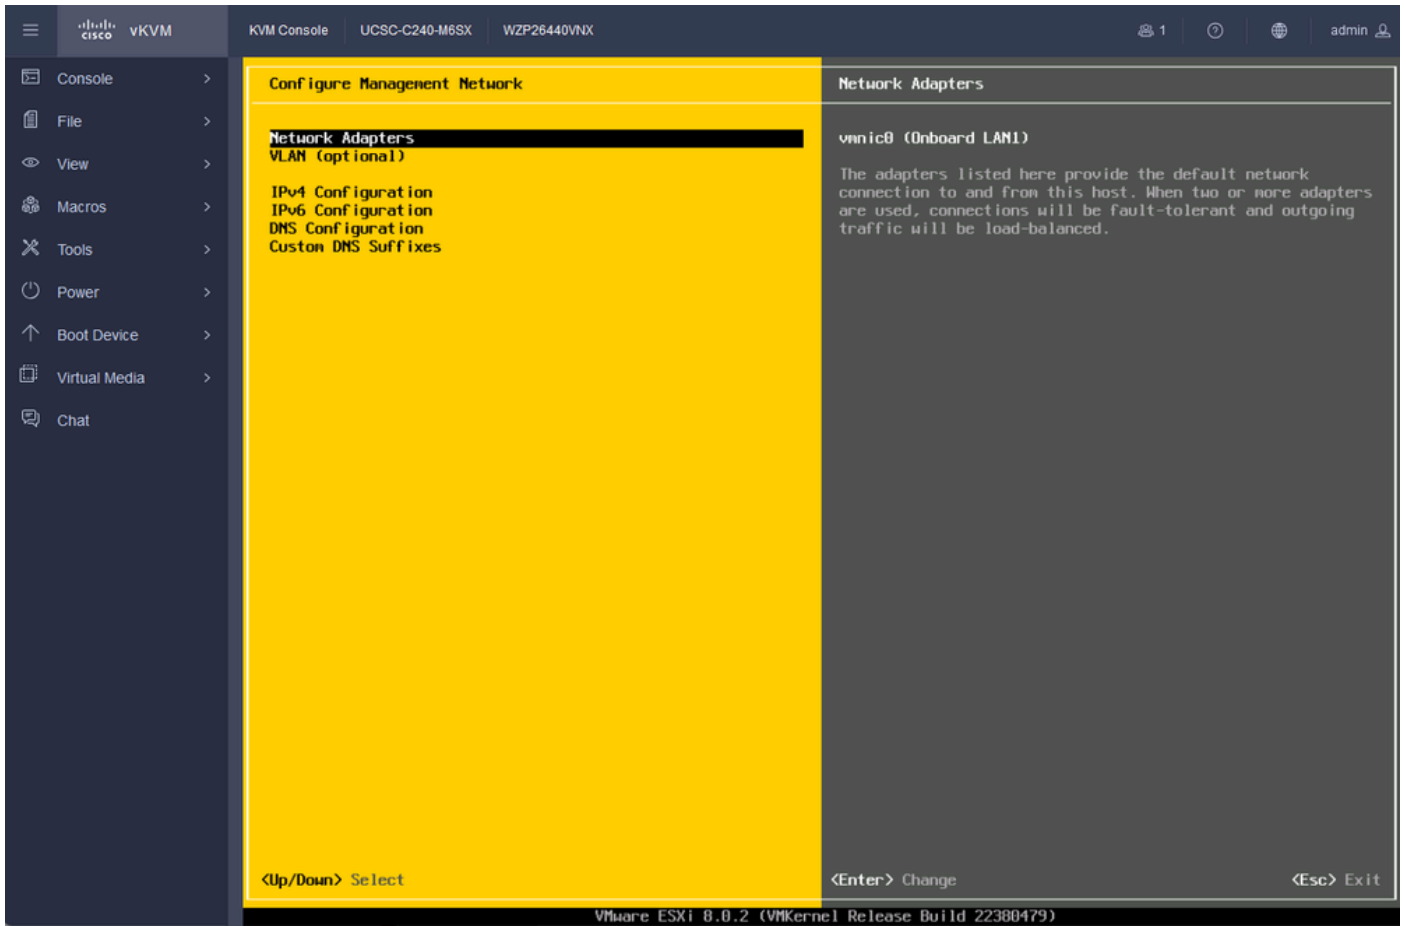 cisco vKVM KVM Console UCSC-C240-M6SX WZP26440VNX 1 admin
Console
File
View
Macros
Tools
Power
Boot Device
Virtual Media
Chat
Configure Management Network
Network Adapters
VLAN (optional)
IPv4 Configuration
IPv6 Configuration
DNS Configuration
Custom DNS Suffixes
<Up/Down> Select
Network Adapters
vmnic0 (Onboard LAN1)
The adapters listed here provide the default network
connection to and from this host. When two or more adapters
are used, connections will be fault-tolerant and outgoing
traffic will be load-balanced.
<Enter> Change <Esc> Exit
VMware ESXi 8.0.2 (VMKernel Release Build 22380479)